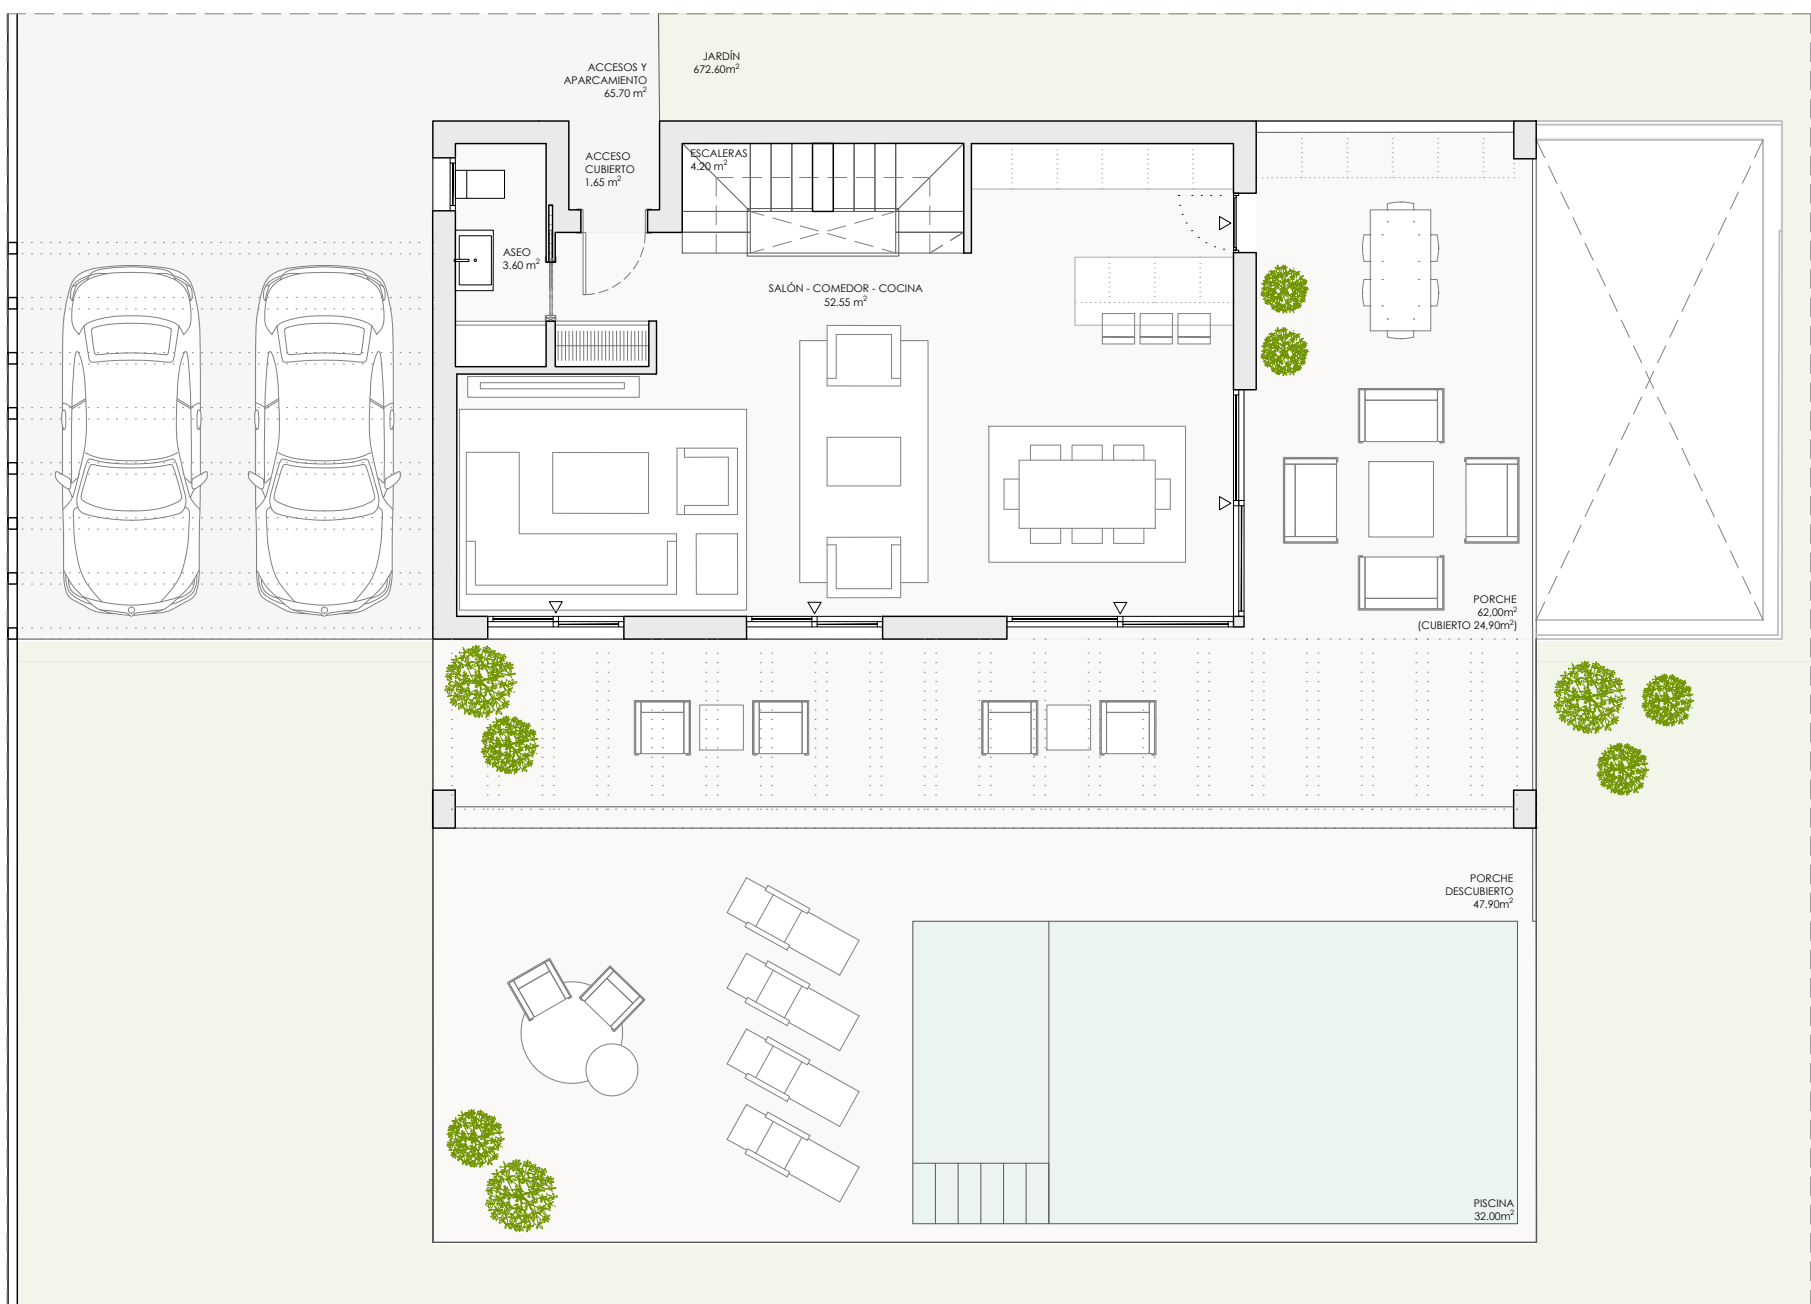 JARDÍN
672.60m²
ACCESOS Y
APARCAMIENTO
65.70 m²
ACCESO
CUBIERTO
1.65 m²
ESCALERAS
4.20 m²
ASEO
3.60 m²
SALÓN - COMEDOR - COCINA
52.55 m²
PORCHE
62.00m²
(CUBIERTO 24,90m²)
PORCHE
DESCUBIERTO
47.90m²
PISCINA
32.00m²